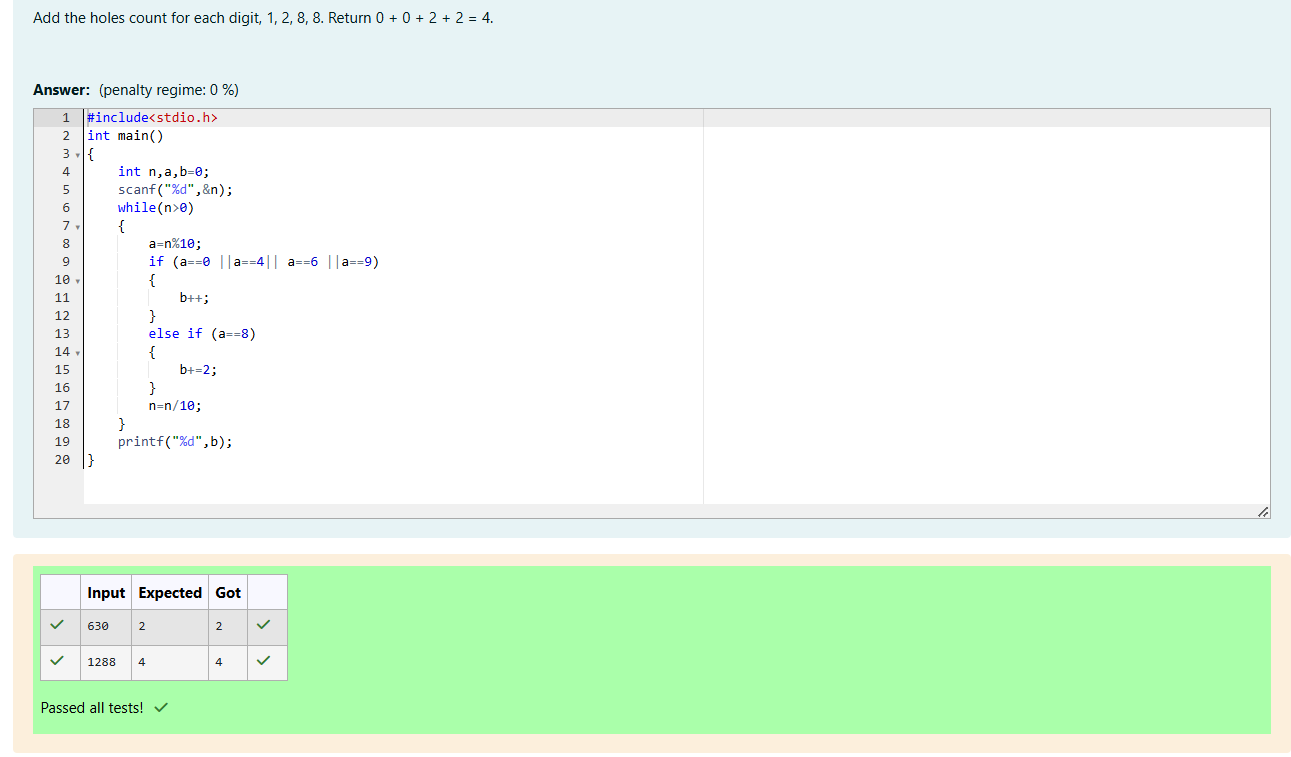 Add the holes count for each digit, 1, 2, 8, 8. Return 0 + 0 + 2 + 2 = 4.
Answer: (penalty regime: 0 %)
1 #include<stdio.h>
2 int main()
3 {
4     int n,a,b=0;
5     scanf("%d",&n);
6     while(n>0)
7     {
8         a=n%10;
9         if (a==0 ||a==4|| a==6 ||a==9)
10         {
11             b++;
12         }
13         else if (a==8)
14         {
15             b+=2;
16         }
17         n=n/10;
18     }
19     printf("%d",b);
20 }
Input Expected Got
630 2 2
1288 4 4
Passed all tests!